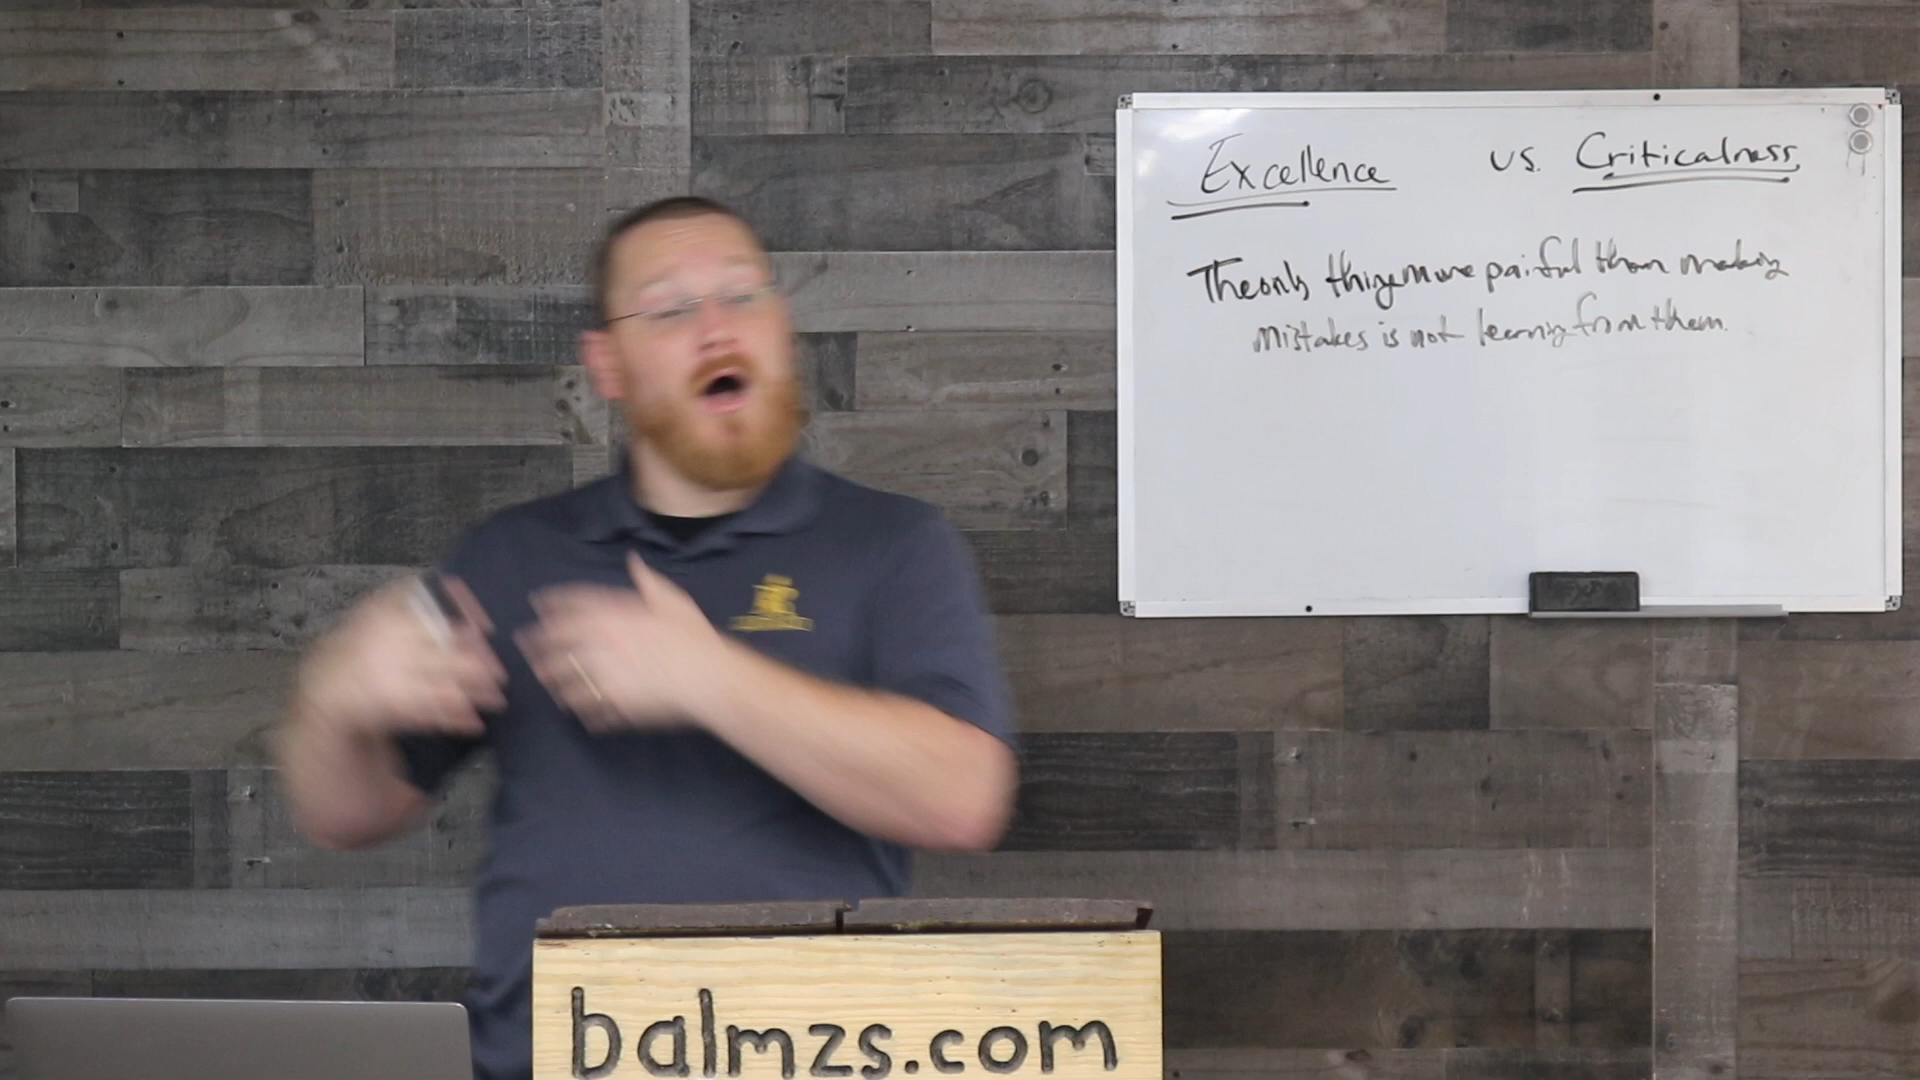 Excellence vs. Criticalness
The only thing more painful than making
mistakes is not learning from them.
balmzs.com